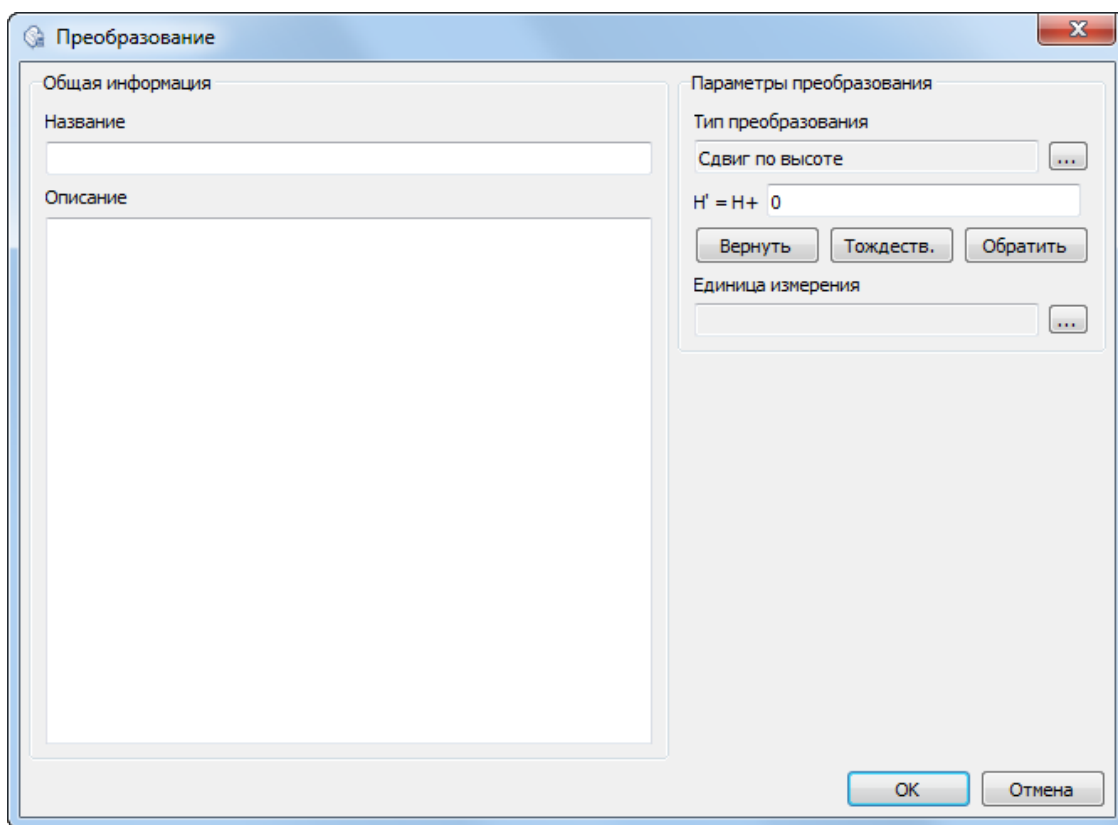 Преобразование
Общая информация
Название
Описание
Параметры преобразования
Тип преобразования
Сдвиг по высоте
...
H' = H+ 0
Вернуть Тождеств. Обратить
Единица измерения
...
OK Отмена